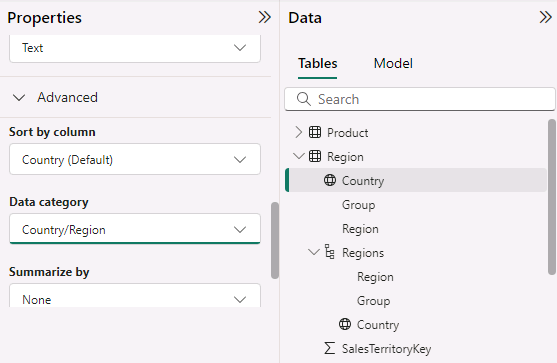 Properties
Text
Advanced
Sort by column
Country (Default)
Data category
Country/Region
Summarize by
None
Data
Tables
Model
Search
Product
Region
Country
Group
Region
Regions
Region
Group
Country
SalesTerritoryKey